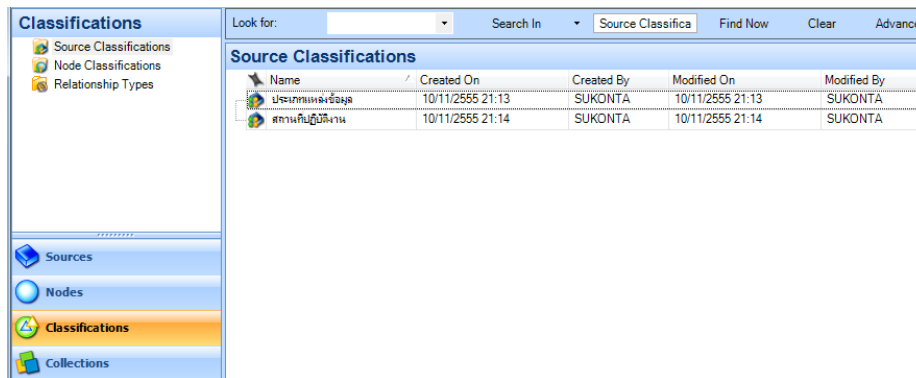 Classifications
Source Classifications
Node Classifications
Relationship Types
Sources
Nodes
Classifications
Collections
Look for: Search In Source Classifica Find Now Clear Advance
Source Classifications
Name Created On Created By Modified On Modified By
ประเภทแหล่งข้อมูล 10/11/2555 21:13 SUKONTA 10/11/2555 21:13 SUKONTA
สถานที่ปฏิบัติงาน 10/11/2555 21:14 SUKONTA 10/11/2555 21:14 SUKONTA